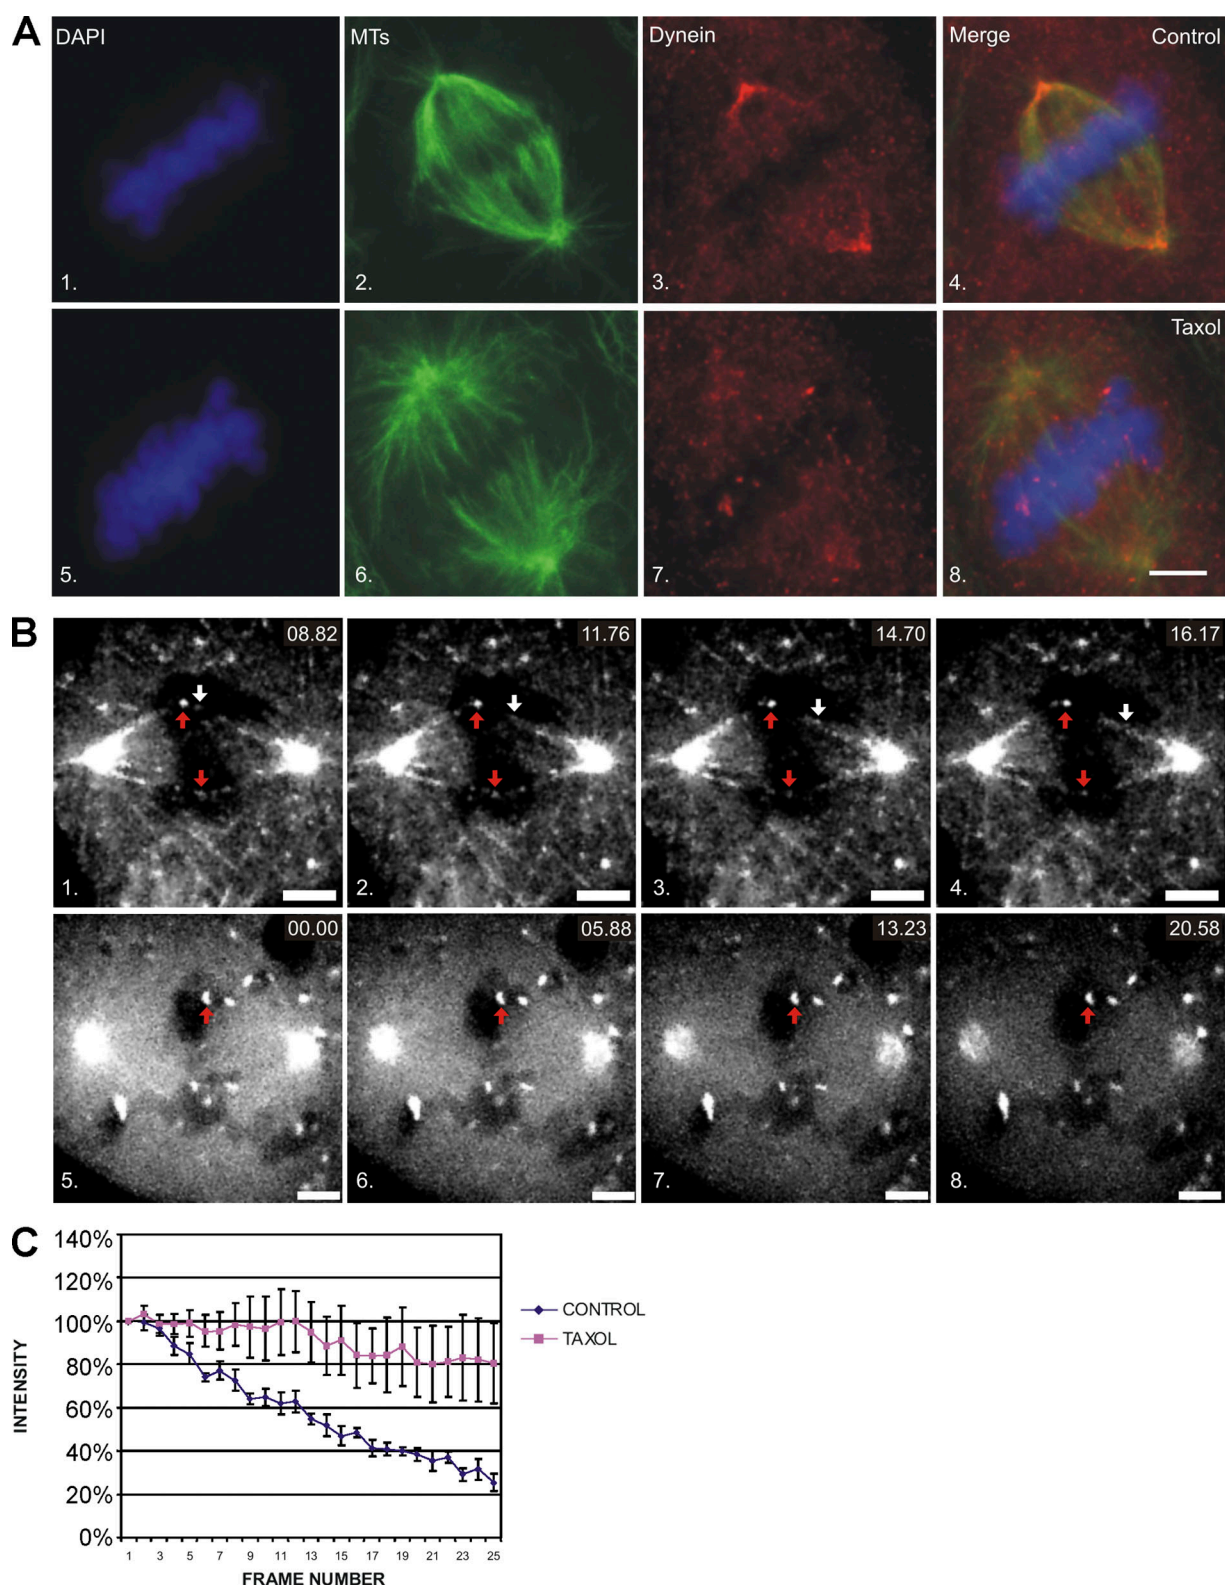 A
DAPI
MTs
Dynein
Merge
Control
1.
2.
3.
4.
Taxol
5.
6.
7.
8.
B
08.82
11.76
14.70
16.17
1.
2.
3.
4.
00.00
05.88
13.23
20.58
5.
6.
7.
8.
C
140%
120%
100%
80%
60%
40%
20%
0%
INTENSITY
1 3 5 7 9 11 13 15 17 19 21 23 25
FRAME NUMBER
CONTROL
TAXOL